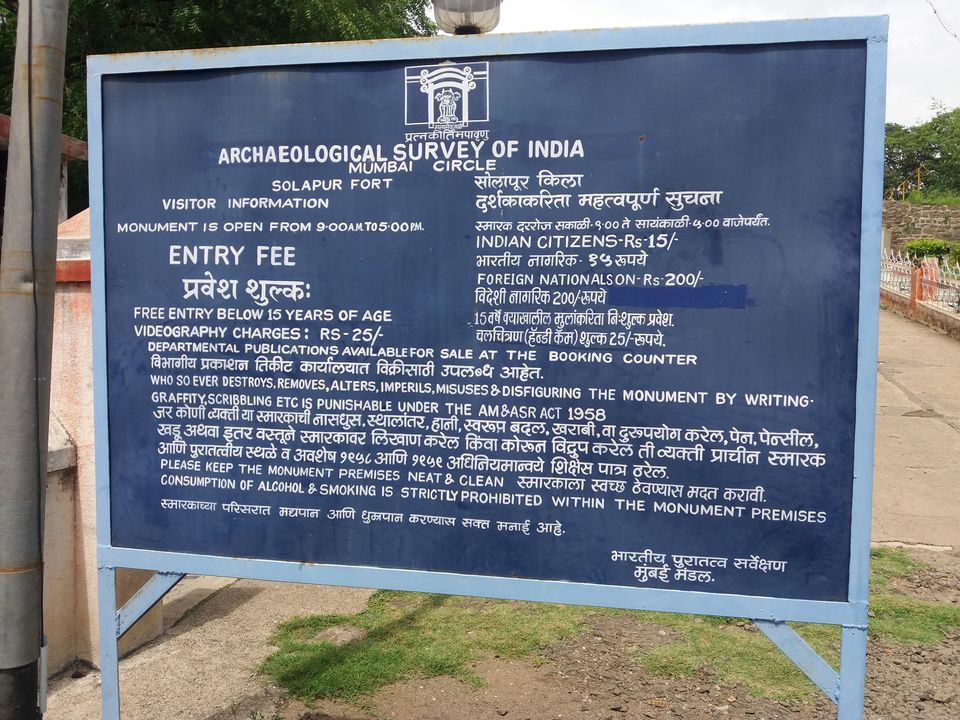 प्रत्नकीर्तिमपावृणु
ARCHAEOLOGICAL SURVEY OF INDIA
MUMBAI CIRCLE
SOLAPUR FORT
सोलापूर किला
VISITOR INFORMATION
दर्शकाकरिता महत्वपूर्ण सुचना
MONUMENT IS OPEN FROM 9:00A.M.TO5:00P.M.
स्मारक दररोज सकाळी-९:०० ते सायंकाळी-५:०० वाजेपर्यंत.
ENTRY FEE
INDIAN CITIZENS-Rs-15/-
भारतीय नागरिक- १५ रूपये
प्रवेश शुल्कः
FOREIGN NATIONALS ON-Rs-200/-
विदेशी नागरिक 200/रूपये
FREE ENTRY BELOW 15 YEARS OF AGE
15 वर्षे वयाखालील मुलांकरिता निःशुल्क प्रवेश.
VIDEOGRAPHY CHARGES: RS-25/-
चलचित्रण (हॅन्डी कॅम) शुल्क 25/-रूपये.
DEPARTMENTAL PUBLICATIONS AVAILABLE FOR SALE AT THE BOOKING COUNTER
विभागीय प्रकाशन तिकीट कार्यालयात विक्रीसाठी उपलब्ध आहेत.
WHO SO EVER DESTROYS, REMOVES, ALTERS, IMPERILS, MISUSES & DISFIGURING THE MONUMENT BY WRITING-
GRAFFITY, SCRIBBLING ETC IS PUNISHABLE UNDER THE AM&ASR ACT 1958
जर कोणी व्यक्ती या स्मारकाची नासधुस, स्थालांतर, हानी, स्वरूप बदल, खराबी, वा दुरूपयोग करेल, पेन, पेन्सील,
खडू अथवा इतर वस्तूने स्मारकावर लिखाण करेल किंवा कोरून विद्रुप करेल ती व्यक्ती प्राचीन स्मारक
आणि पुरातत्वीय स्थळे व अवशेष १९५८ आणि १९५९ अधिनियमान्वये शिक्षेस पात्र ठरेल.
PLEASE KEEP THE MONUMENT PREMISES NEAT & CLEAN स्मारकाला स्वच्छ ठेवण्यास मदत करावी.
CONSUMPTION OF ALCOHOL & SMOKING IS STRICTLY PROHIBITED WITHIN THE MONUMENT PREMISES
स्मारकाच्या परिसरात मद्यपान आणि धुम्रपान करण्यास सक्त मनाई आहे.
भारतीय पुरातत्व सर्वेक्षण
मुंबई मंडल.